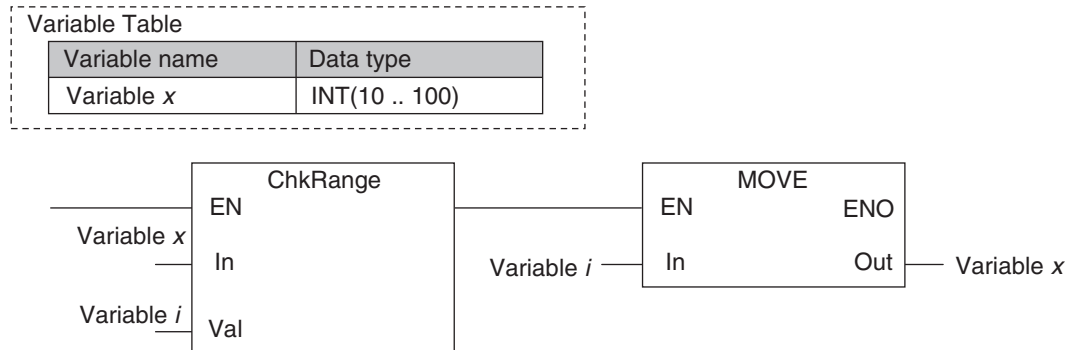 Variable Table
Variable name Data type
Variable x INT(10 .. 100)
ChkRange MOVE
EN EN ENO
Variable x In Variable i In Out Variable x
Variable i Val